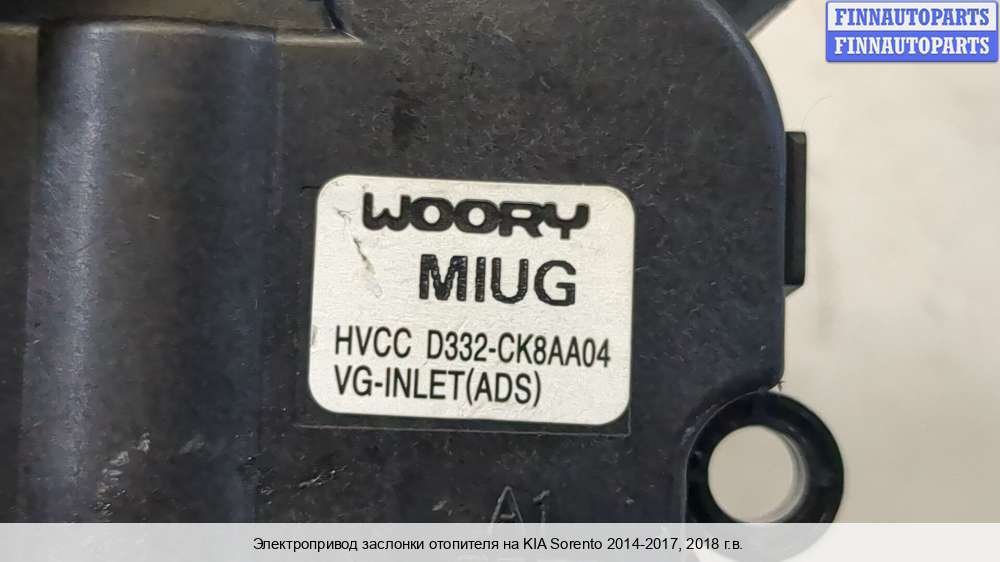 FINNAUTOPARTS
FINNAUTOPARTS
WOORY
MIUG
HVCC D332-CK8AA04
VG-INLET(ADS)
A1
Электропривод заслонки отопителя на KIA Sorento 2014-2017, 2018 г.в.